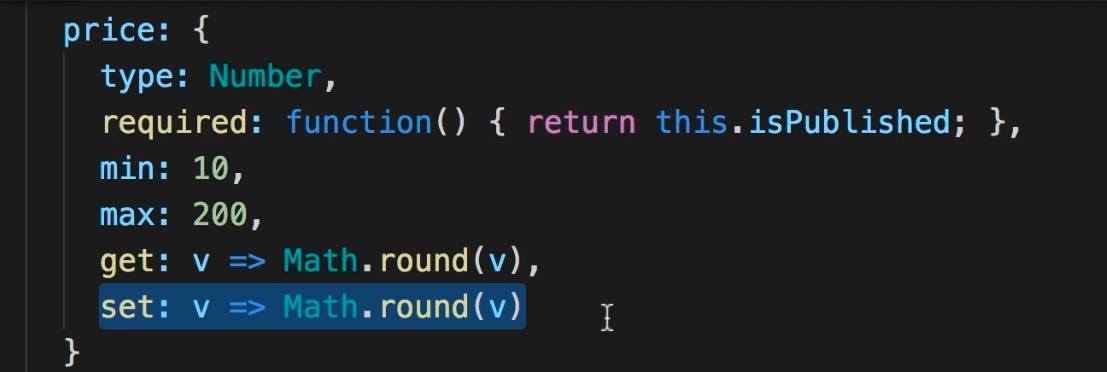 price: {
type: Number,
required: function() { return this.isPublished; },
min: 10,
max: 200,
get: v => Math.round(v),
set: v => Math.round(v)
}